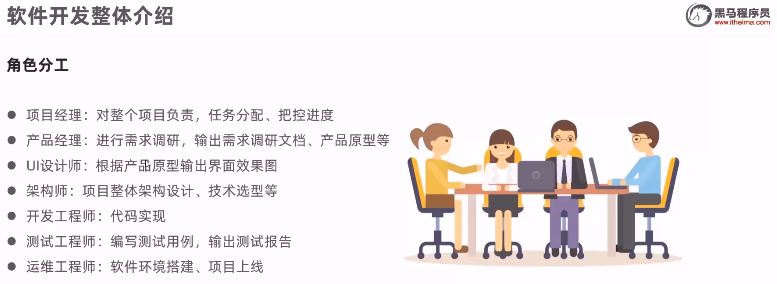 软件开发整体介绍
黑马程序员
www.itheima.com
角色分工
● 项目经理：对整个项目负责，任务分配、把控进度
● 产品经理：进行需求调研，输出需求调研文档、产品原型等
● UI设计师：根据产品原型输出界面效果图
● 架构师：项目整体架构设计、技术选型等
● 开发工程师：代码实现
● 测试工程师：编写测试用例，输出测试报告
● 运维工程师：软件环境搭建、项目上线